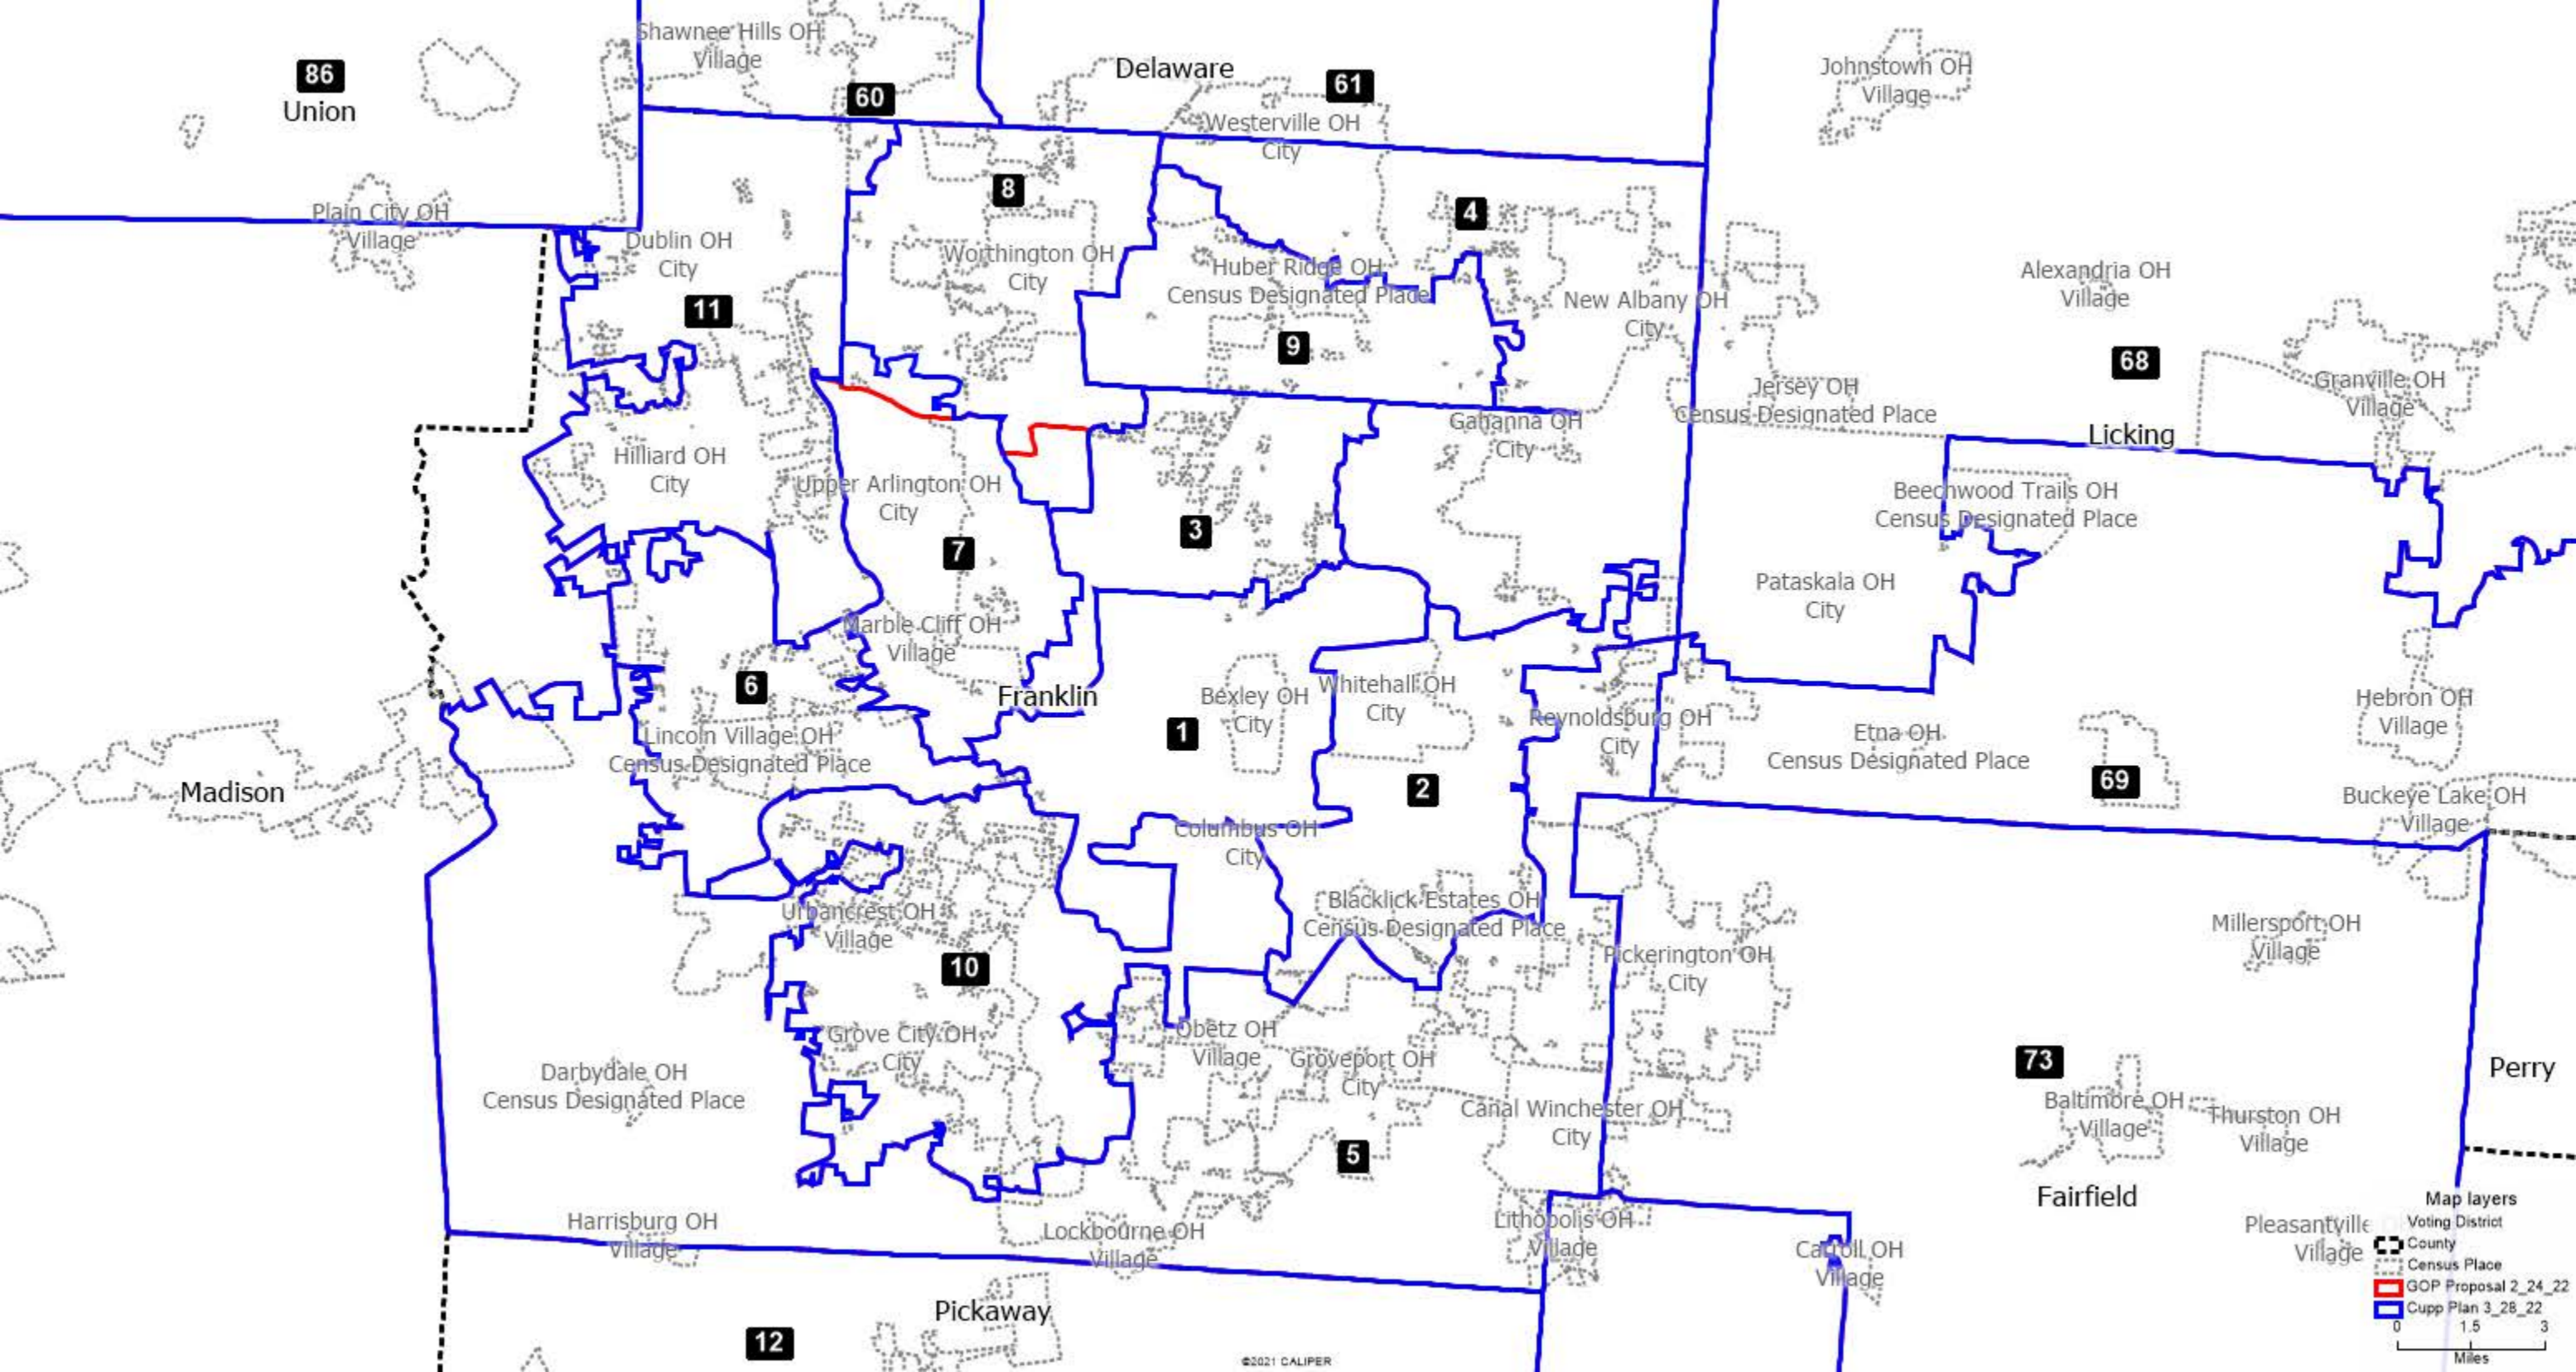 Shawnee Hills OH
Village
86
Union
60
Delaware
61
Westerville OH
City
Johnstown OH
Village
Plain City OH
Village
Dublin OH
City
8
Worthington OH
City
4
Huber Ridge OH
Census Designated Place
11
9
New Albany OH
City
Alexandria OH
Village
68
Jersey OH
Census Designated Place
Granville OH
Village
Gahanna OH
City
Licking
Hilliard OH
City
Upper Arlington OH
City
7
3
Beechwood Trails OH
Census Designated Place
Pataskala OH
City
Marble Cliff OH
Village
6
Franklin
Bexley OH
City
1
Whitehall OH
City
2
Reynoldsburg OH
City
Lincoln Village OH
Census Designated Place
Madison
Etna OH
Census Designated Place
69
Hebron OH
Village
Buckeye Lake OH
Village
Columbus OH
City
Urbancrest OH
Village
10
Blacklick Estates OH
Census Designated Place
Pickerington OH
City
Millersport OH
Village
Grove City OH
City
Obetz OH
Village
Groveport OH
City
Darbydale OH
Census Designated Place
Canal Winchester OH
City
5
73
Baltimore OH
Village
Thurston OH
Village
Perry
Fairfield
Harrisburg OH
Village
Lockbourne OH
Village
Lithopolis OH
Village
Carroll OH
Village
Pleasantville
Village
Pickaway
12
Map layers
Voting District
County
Census Place
GOP Proposal 2_24_22
Cupp Plan 3_28_22
0 1.5 3
Miles
©2021 CALIPER